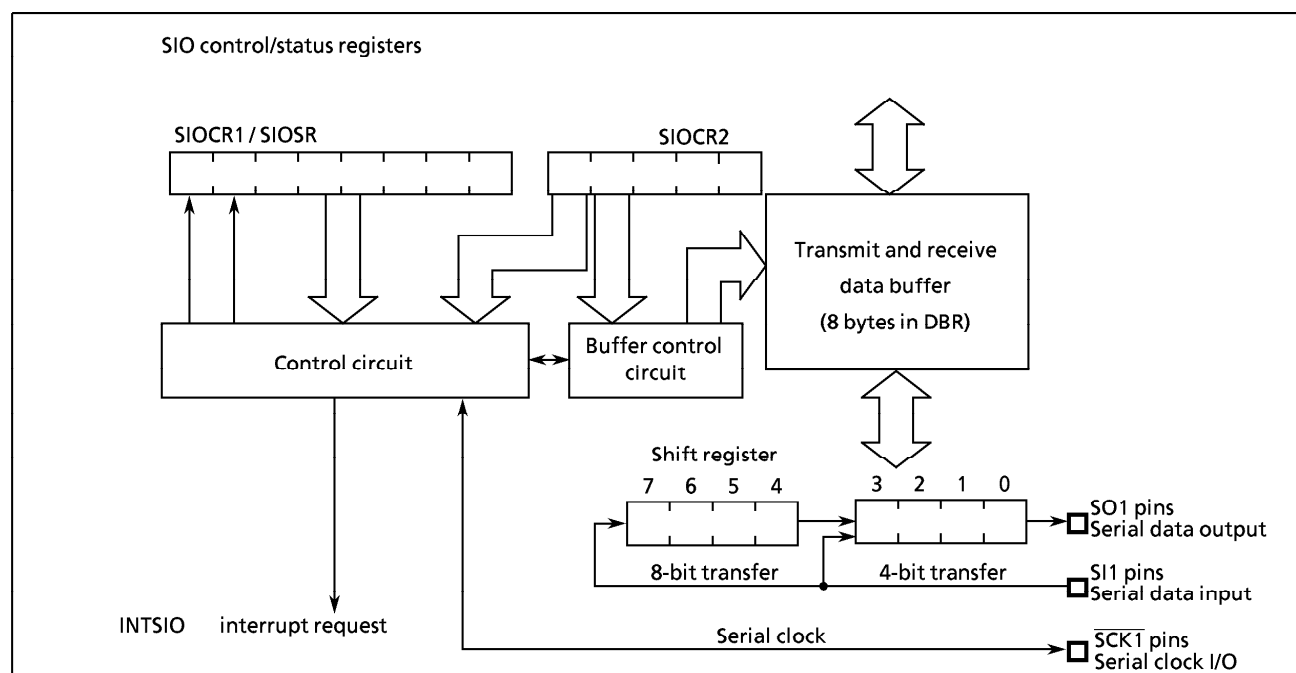 SIO control/status registers
SIOCR1 / SIOSR
SIOCR2
Transmit and receive
data buffer
(8 bytes in DBR)
Control circuit
Buffer control
circuit
Shift register
7 6 5 4
3 2 1 0
SO1 pins
Serial data output
8-bit transfer
4-bit transfer
SI1 pins
Serial data input
INTSIO interrupt request
Serial clock
S̅C̅K̅1̅ pins
Serial clock I/O